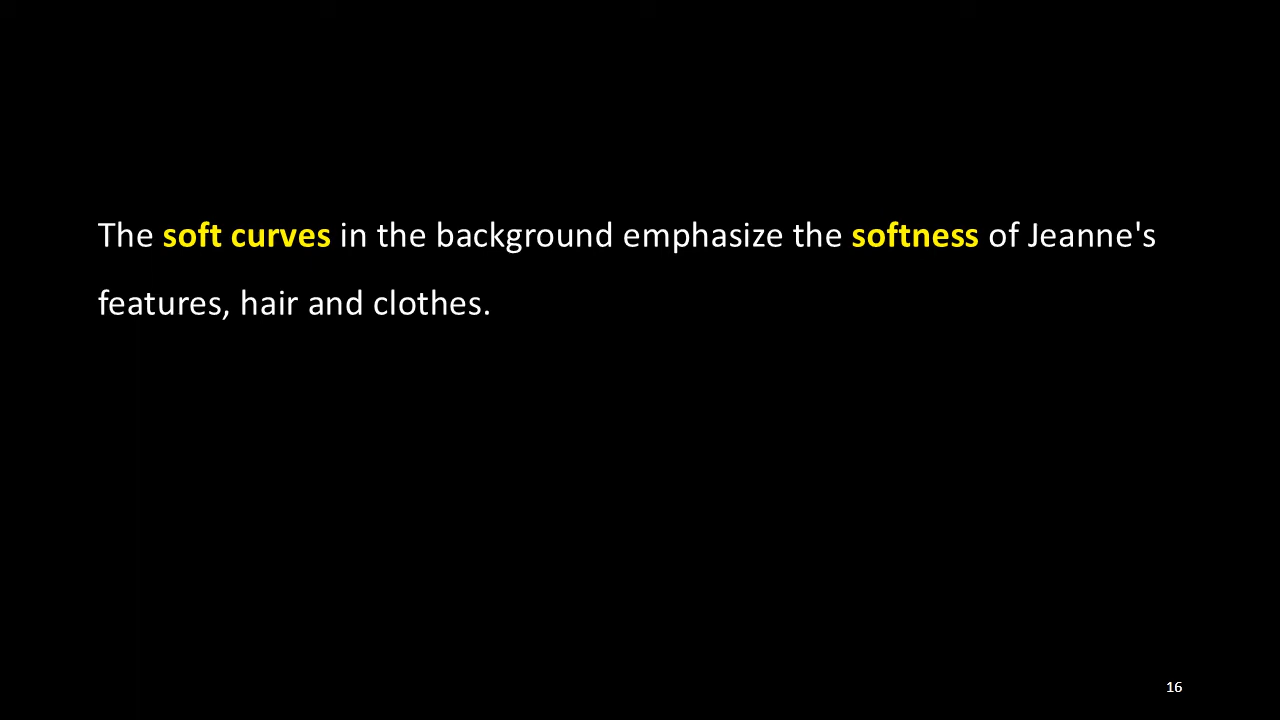 The soft curves in the background emphasize the softness of Jeanne's
features, hair and clothes.
16